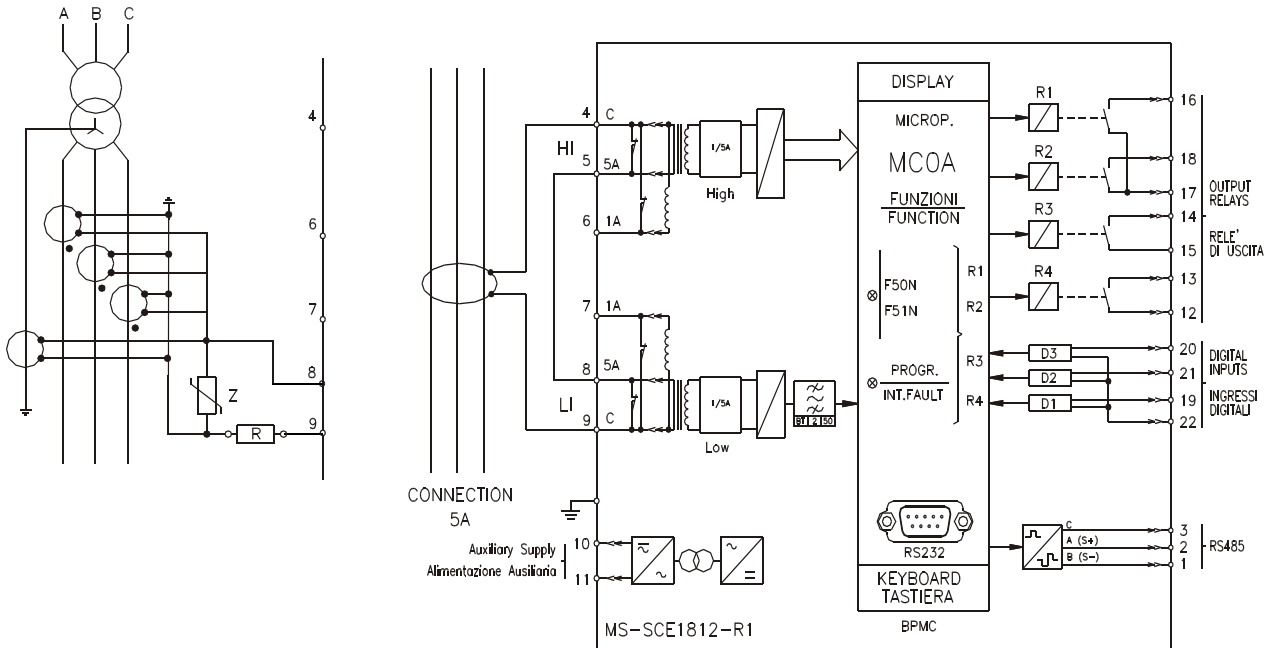 A B C
4
6
7
8
9
Z
R
CONNECTION
5A
4 C
HI
5 5A
6 1A
1/5A
High
7 1A
8 5A
LI
9 C
1/5A
Low
BT 2 50
10
11
Auxiliary Supply
Alimentazione Ausiliaria
MS-SCE1812-R1
DISPLAY
MICROP.
MCOA
FUNZIONI
FUNCTION
F50N
F51N
R1
R2
PROGR.
INT.FAULT
R3
R4
RS232
KEYBOARD
TASTIERA
BPMC
R1
R2
R3
R4
D3
D2
D1
16
18
17
14
15
13
12
OUTPUT
RELAYS
RELE'
DI USCITA
20
21
19
22
DIGITAL
INPUTS
INGRESSI
DIGITALI
C 3
A (S+) 2
B (S-) 1
RS485